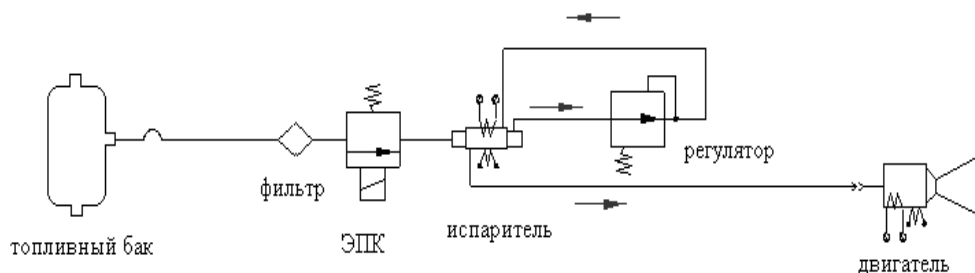 топливный бак
фильтр
ЭПК
испаритель
регулятор
двигатель